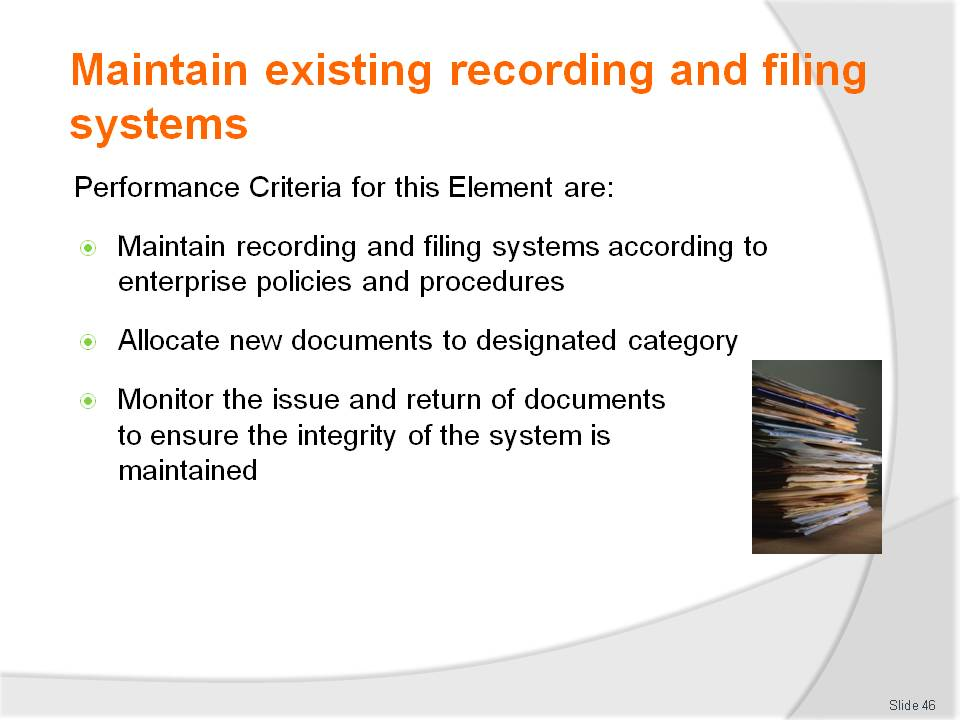 Maintain existing recording and filing
systems
Performance Criteria for this Element are:
Maintain recording and filing systems according to
enterprise policies and procedures
Allocate new documents to designated category
Monitor the issue and return of documents
to ensure the integrity of the system is
maintained
Slide 46